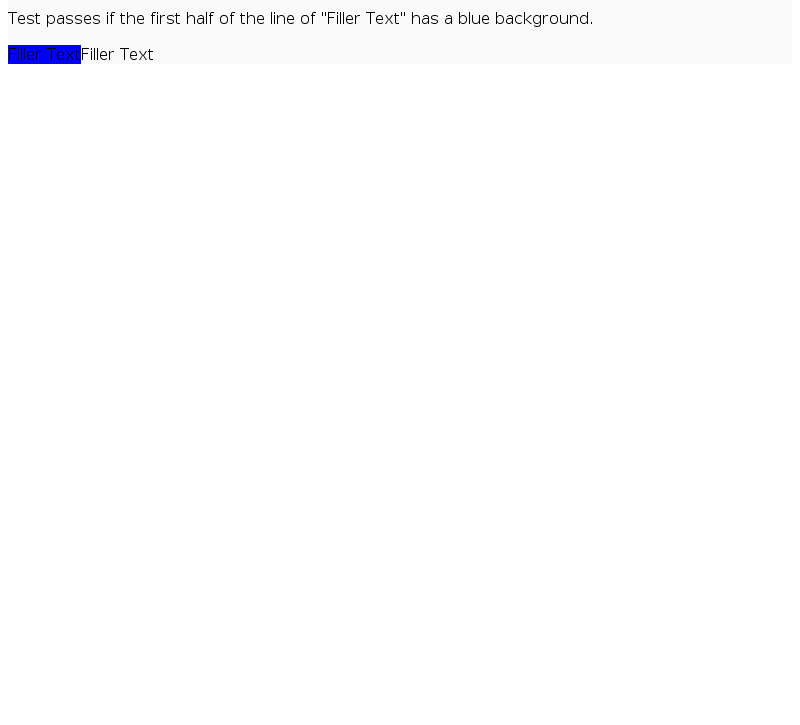 Test passes if the first half of the line of "Filler Text" has a blue background.
Filler TextFiller Text